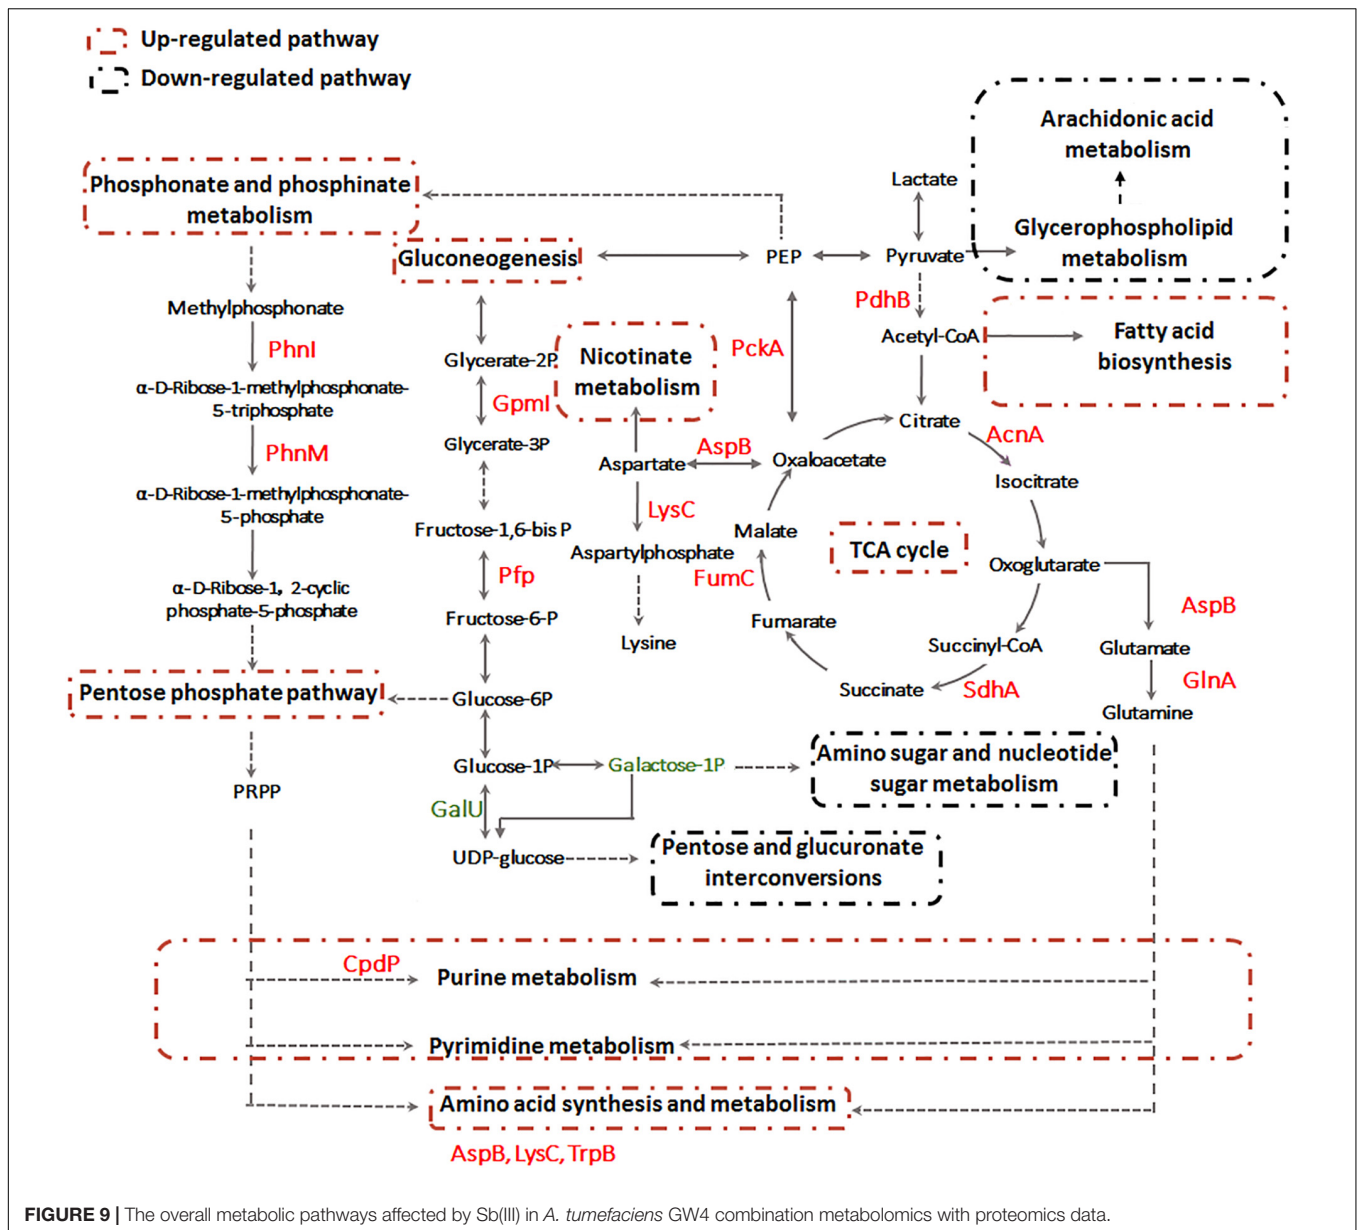 Up-regulated pathway
Down-regulated pathway
Arachidonic acid
metabolism
Glycerophospholipid
metabolism
Lactate
Phosphonate and phosphinate
metabolism
Gluconeogenesis
PEP
Pyruvate
PdhB
Acetyl-CoA
Fatty acid
biosynthesis
Methylphosphonate
PhnI
α-D-Ribose-1-methylphosphonate-
5-triphosphate
PhnM
α-D-Ribose-1-methylphosphonate-
5-phosphate
α-D-Ribose-1, 2-cyclic
phosphate-5-phosphate
Glycerate-2P
GpmI
Glycerate-3P
Fructose-1,6-bis P
Pfp
Fructose-6-P
Glucose-6P
Nicotinate
metabolism
PckA
Aspartate
AspB
Oxaloacetate
LysC
Aspartylphosphate
Lysine
Citrate
AcnA
Isocitrate
Malate
TCA cycle
Oxoglutarate
FumC
Fumarate
Succinyl-CoA
Succinate
SdhA
AspB
Glutamate
GlnA
Glutamine
Pentose phosphate pathway
PRPP
Glucose-1P
Galactose-1P
Amino sugar and nucleotide
sugar metabolism
GalU
UDP-glucose
Pentose and glucuronate
interconversions
CpdP
Purine metabolism
Pyrimidine metabolism
Amino acid synthesis and metabolism
AspB, LysC, TrpB
FIGURE 9 | The overall metabolic pathways affected by Sb(III) in A. tumefaciens GW4 combination metabolomics with proteomics data.